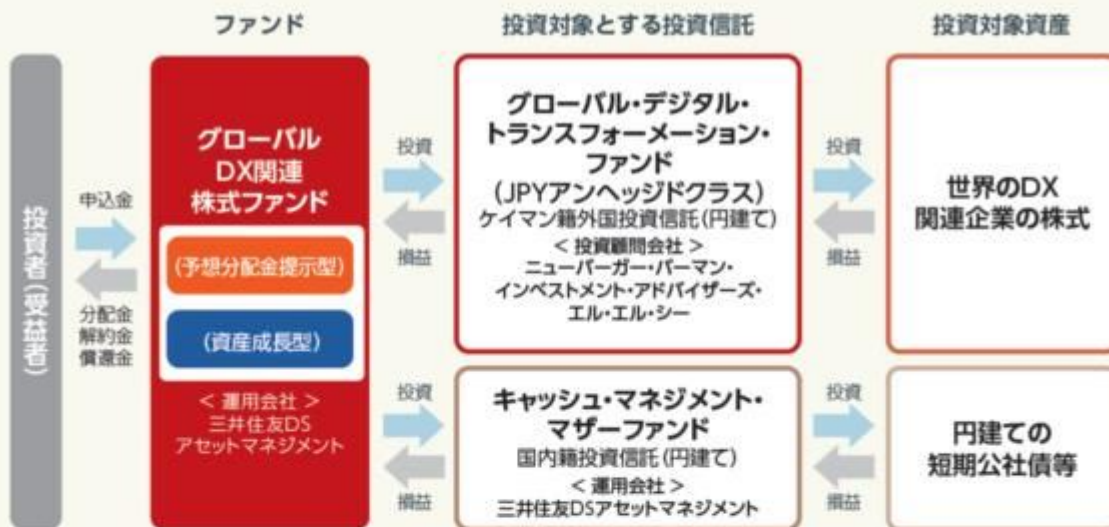 ファンド
投資対象とする投資信託
投資対象資産
投資者(受益者)
申込金
分配金
解約金
償還金
グローバル
DX関連
株式ファンド
(予想分配金提示型)
(資産成長型)
< 運用会社 >
三井住友DS
アセットマネジメント
投資
損益
グローバル・デジタル・
トランスフォーメーション・
ファンド
(JPYアンヘッジドクラス)
ケイマン籍外国投資信託(円建て)
< 投資顧問会社 >
ニューバーガー・バーマン・
インベストメント・アドバイザーズ・
エル・エル・シー
投資
損益
世界のDX
関連企業の株式
投資
損益
キャッシュ・マネジメント・
マザーファンド
国内籍投資信託(円建て)
< 運用会社 >
三井住友DSアセットマネジメント
投資
損益
円建ての
短期公社債等